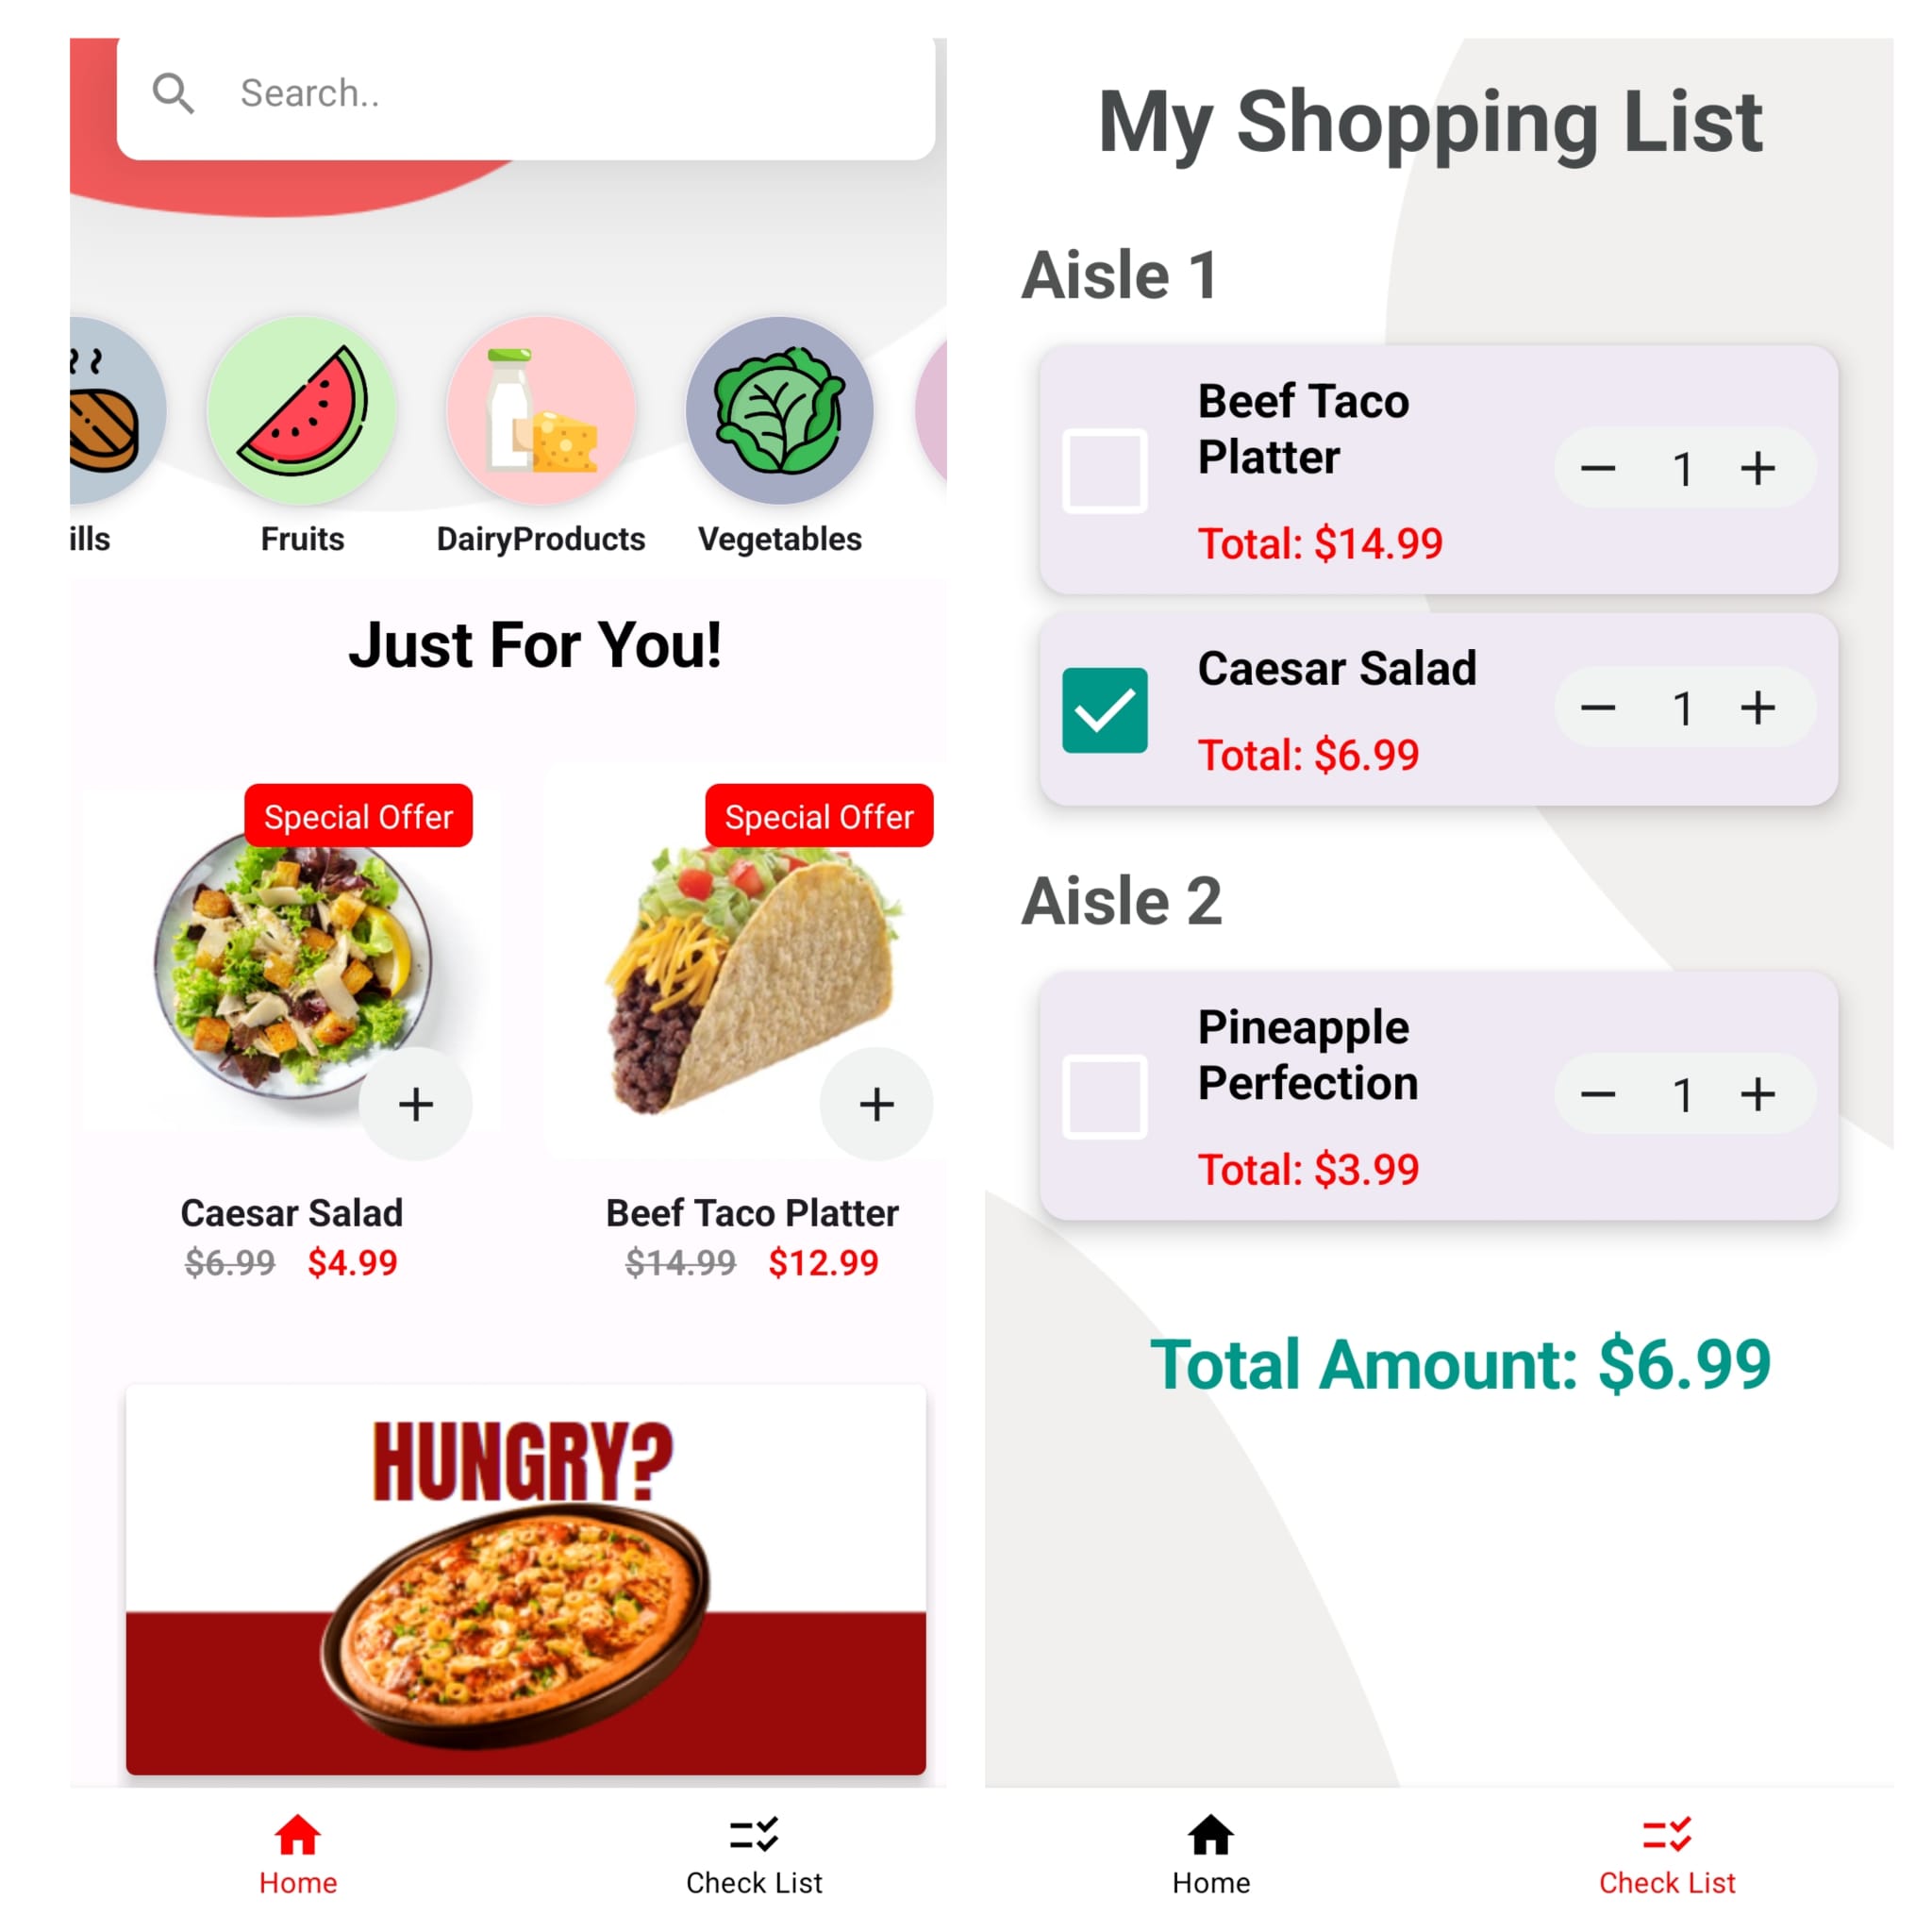 Search..
ills
Fruits
DairyProducts
Vegetables
Just For You!
Special Offer
Special Offer
Caesar Salad
$6.99 $4.99
Beef Taco Platter
$14.99 $12.99
HUNGRY?
Home
Check List
My Shopping List
Aisle 1
Beef Taco
Platter
Total: $14.99
1
Caesar Salad
Total: $6.99
1
Aisle 2
Pineapple
Perfection
Total: $3.99
1
Total Amount: $6.99
Home
Check List